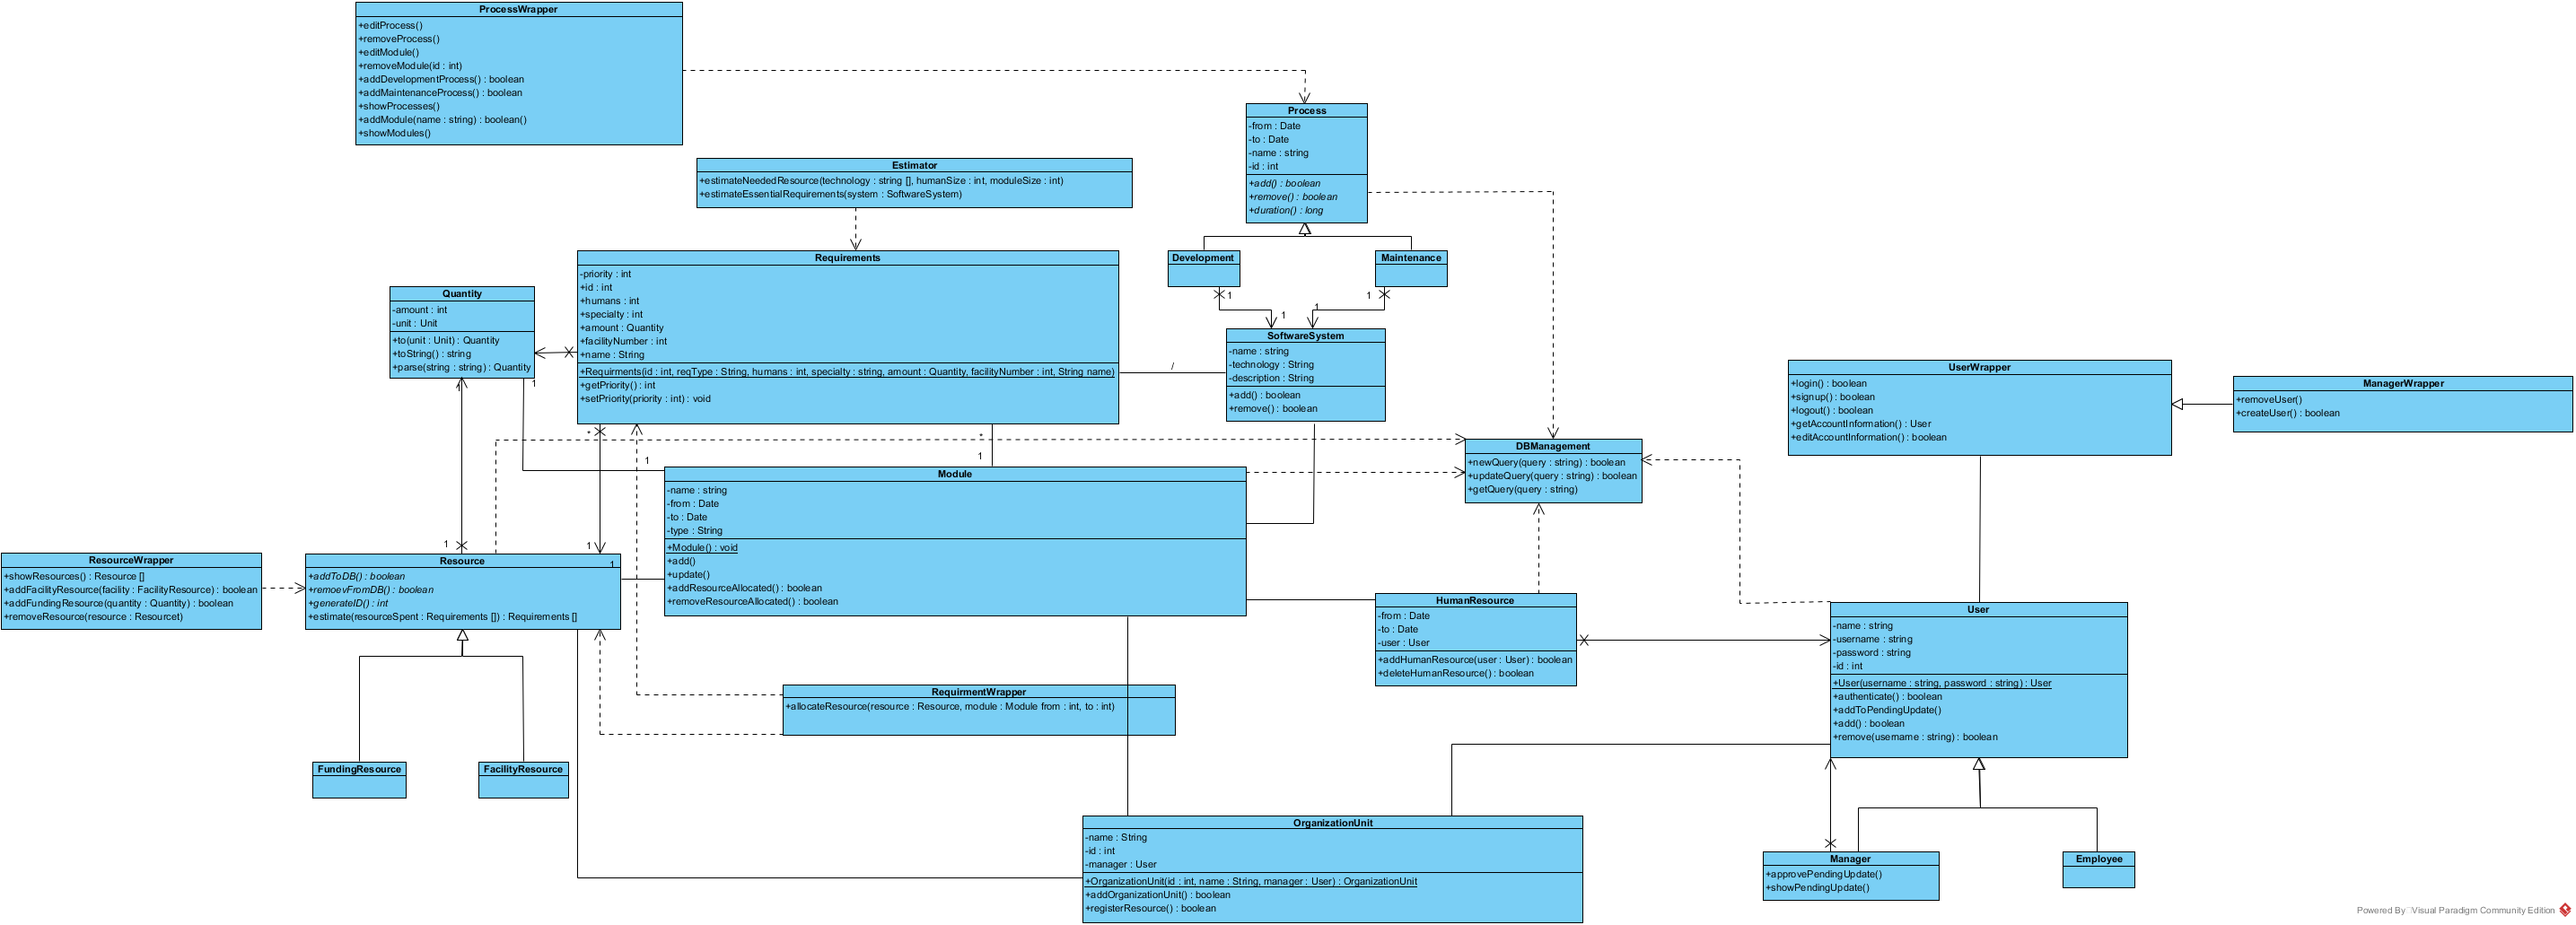 ProcessWrapper
+editProcess()
+removeProcess()
+editModule()
+removeModule(id : int)
+addDevelopmentProcess() : boolean
+addMaintenanceProcess() : boolean
+showProcesses()
+addModule(name : string) : boolean()
+showModules()
Process
-from : Date
-to : Date
-name : string
-id : int
+add() : boolean
+remove() : boolean
+duration() : long
Estimator
+estimateNeededResource(technology : string [], humanSize : int, moduleSize : int)
+estimateEssentialRequirements(system : SoftwareSystem)
Requirements
-priority : int
+id : int
+humans : int
+specialty : int
+amount : Quantity
+facilityNumber : int
+name : String
+Requirments(id : int, reqType : String, humans : int, specialty : string, amount : Quantity, facilityNumber : int, String name)
+getPriority() : int
+setPriority(priority : int) : void
Development
Maintenance
1
1
1
1
Quantity
-amount : int
-unit : Unit
+to(unit : Unit) : Quantity
+toString() : string
+parse(string : string) : Quantity
SoftwareSystem
-name : string
-technology : String
-description : String
+add() : boolean
+remove() : boolean
/
UserWrapper
+login() : boolean
+signup() : boolean
+logout() : boolean
+getAccountInformation() : User
+editAccountInformation() : boolean
ManagerWrapper
+removeUser()
+createUser() : boolean
1
1
*
*
1
1
DBManagement
+newQuery(query : string) : boolean
+updateQuery(query : string) : boolean
+getQuery(query : string)
Module
-name : string
-from : Date
-to : Date
-type : String
+Module() : void
+add()
+update()
+addResourceAllocated() : boolean
+removeResourceAllocated() : boolean
1
1
1
ResourceWrapper
+showResources() : Resource []
+addFacilityResource(facility : FacilityResource) : boolean
+addFundingResource(quantity : Quantity) : boolean
+removeResource(resource : Resourcet)
Resource
+addToDB() : boolean
+remoevFromDB() : boolean
+generateID() : int
+estimate(resourceSpent : Requirements []) : Requirements []
HumanResource
-from : Date
-to : Date
-user : User
+addHumanResource(user : User) : boolean
+deleteHumanResource() : boolean
User
-name : string
-username : string
-password : string
-id : int
+User(username : string, password : string) : User
+authenticate() : boolean
+addToPendingUpdate()
+add() : boolean
+remove(username : string) : boolean
RequirmentWrapper
+allocateResource(resource : Resource, module : Module from : int, to : int)
FundingResource
FacilityResource
OrganizationUnit
-name : String
-id : int
-manager : User
+OrganizationUnit(id : int, name : String, manager : User) : OrganizationUnit
+addOrganizationUnit() : boolean
+registerResource() : boolean
Manager
+approvePendingUpdate()
+showPendingUpdate()
Employee
Powered By Visual Paradigm Community Edition